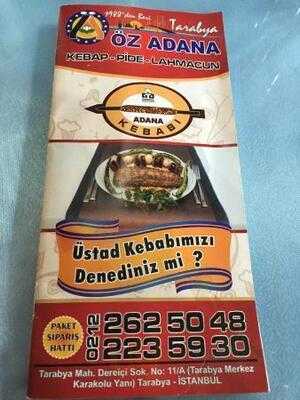 1988'den Beri
Tarabya
ÖZ ADANA
KEBAP - PİDE - LAHMACUN
ADANA
KEBABI
Üstad Kebabımızı
Denediniz mi ?
PAKET
SİPARİŞ
HATTI
0212
262 50 48
223 59 30
Tarabya Mah. Dereiçi Sok. No: 11/A (Tarabya Merkez
Karakolu Yanı) Tarabya - İSTANBUL